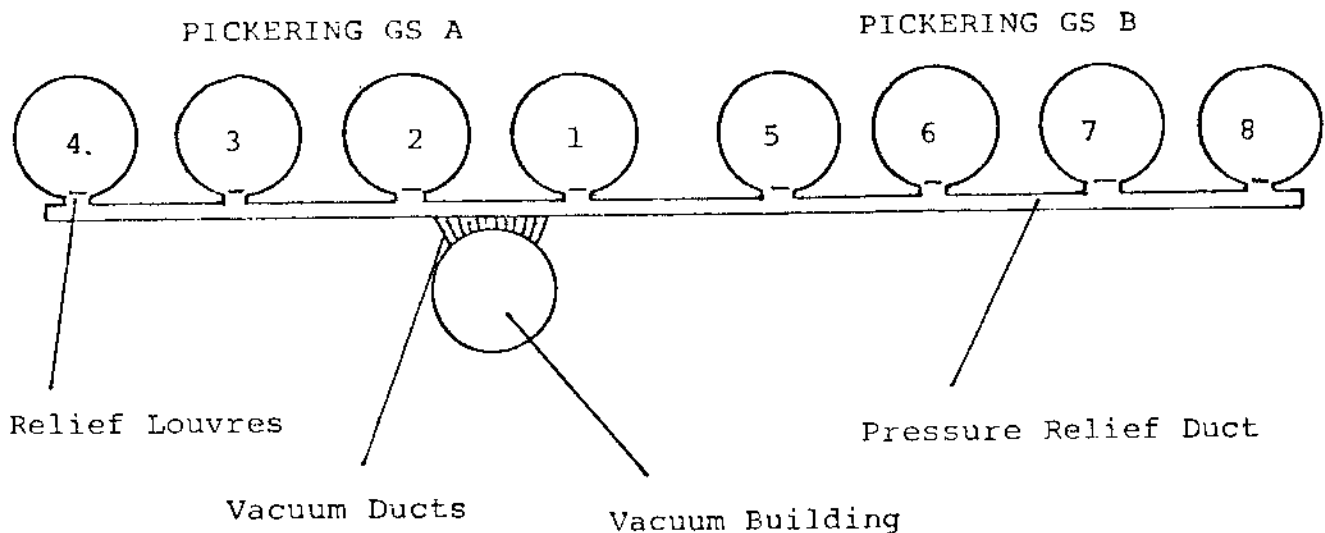 PICKERING GS A
PICKERING GS B
4.
3
2
1
5
6
7
8
Relief Louvres
Pressure Relief Duct
Vacuum Ducts
Vacuum Building